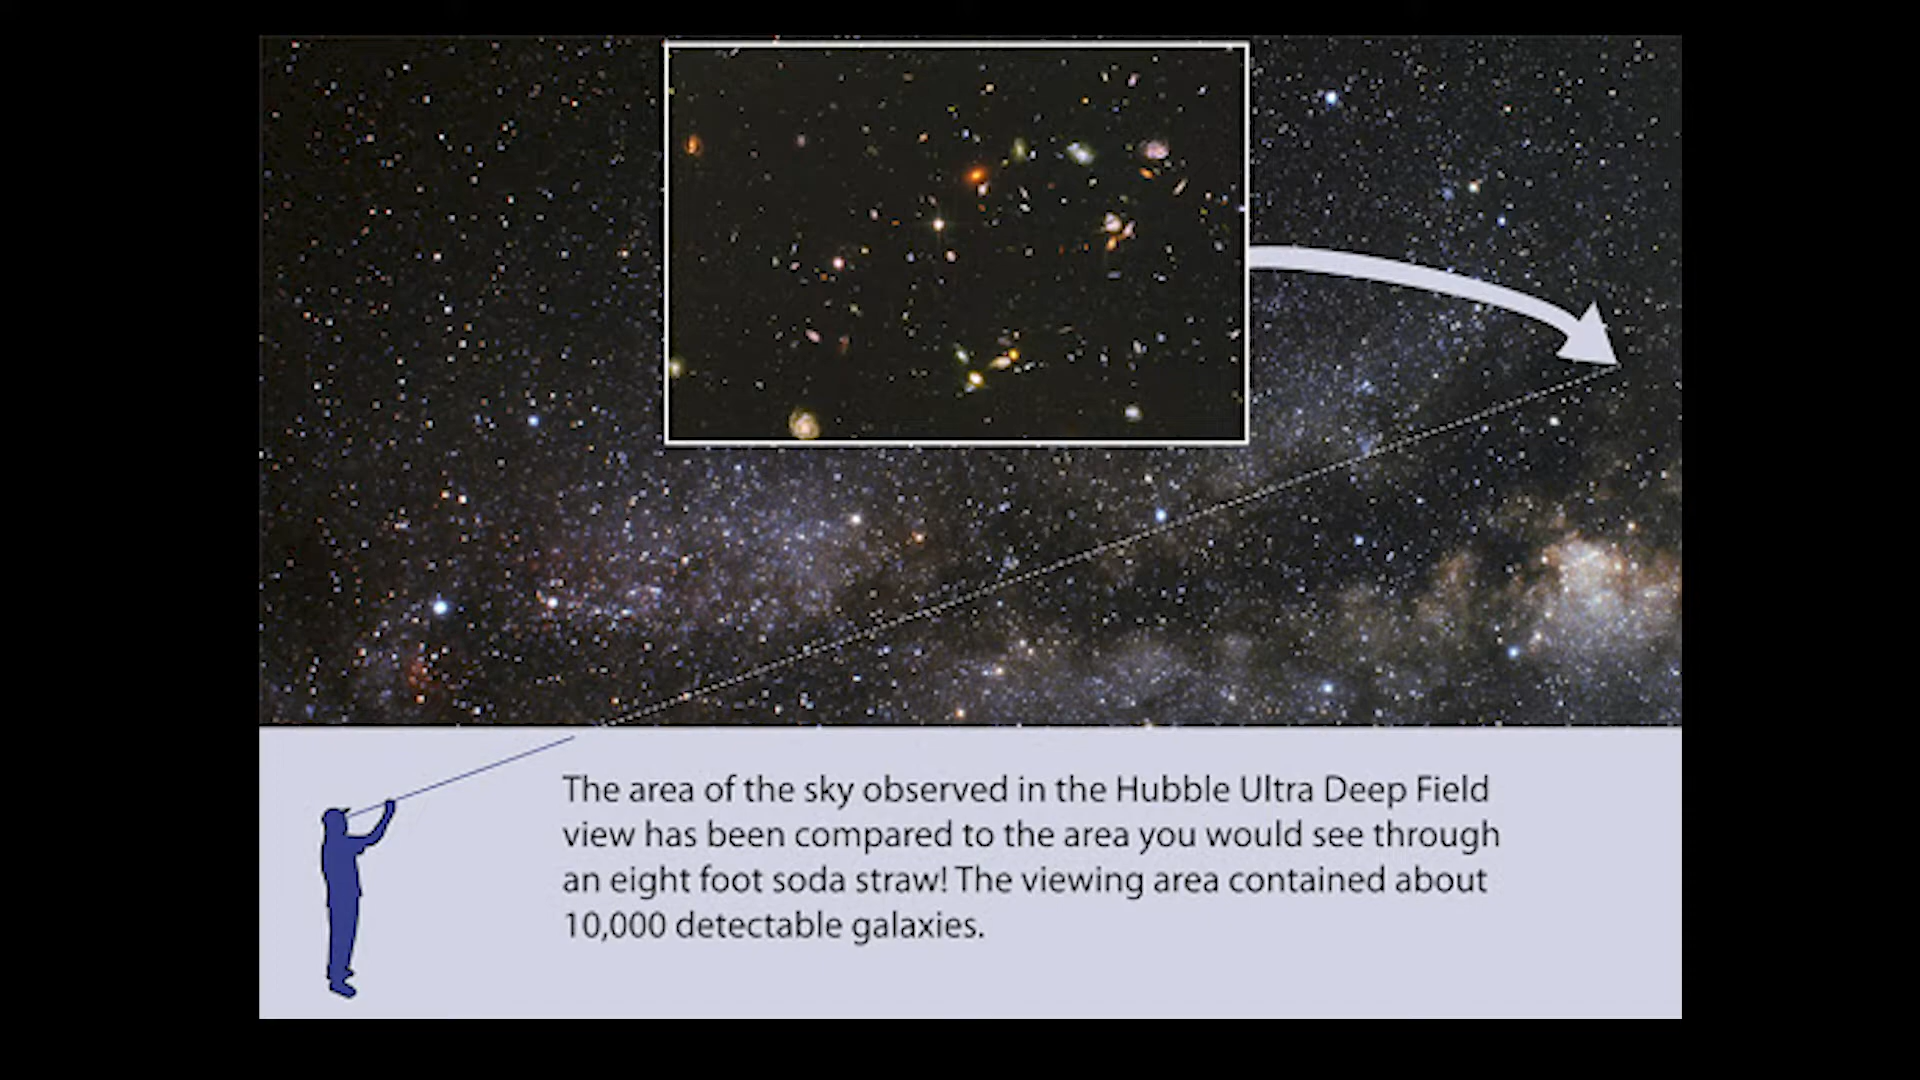 The area of the sky observed in the Hubble Ultra Deep Field
view has been compared to the area you would see through
an eight foot soda straw! The viewing area contained about
10,000 detectable galaxies.